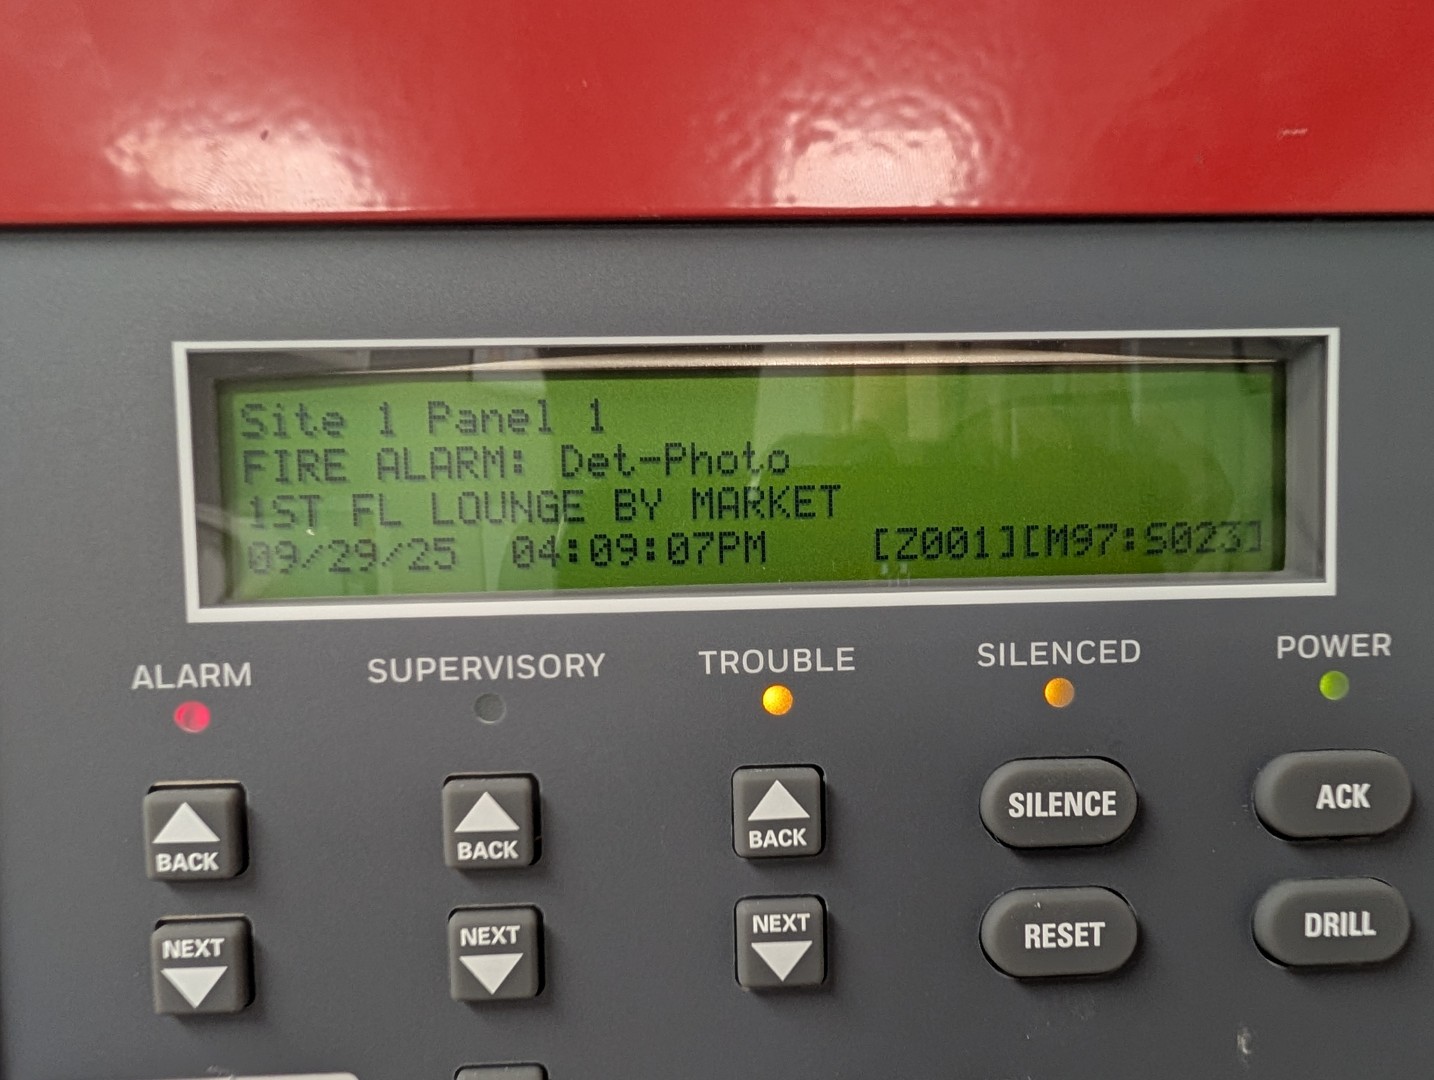 Site 1 Panel 1
FIRE ALARM: Det-Photo
1ST FL LOUNGE BY MARKET
09/29/25 04:09:07PM [Z001][M97:S023]
ALARM SUPERVISORY TROUBLE SILENCED POWER
BACK BACK BACK SILENCE ACK
NEXT NEXT NEXT RESET DRILL